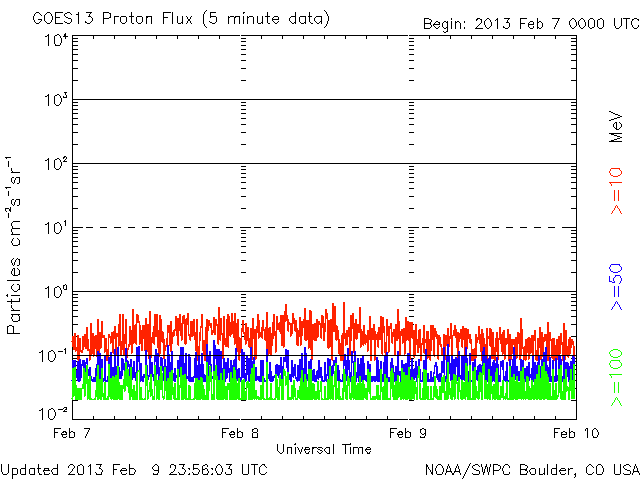 GOES13 Proton Flux (5 minute data)
Begin: 2013 Feb 7 0000 UTC
Particles cm⁻²s⁻¹sr⁻¹
10⁴
10³
10²
10¹
10⁰
10⁻¹
10⁻²
Feb 7 Feb 8 Feb 9 Feb 10
Universal Time
MeV
>=10
>=50
>=100
Updated 2013 Feb 9 23:56:03 UTC
NOAA/SWPC Boulder, CO USA